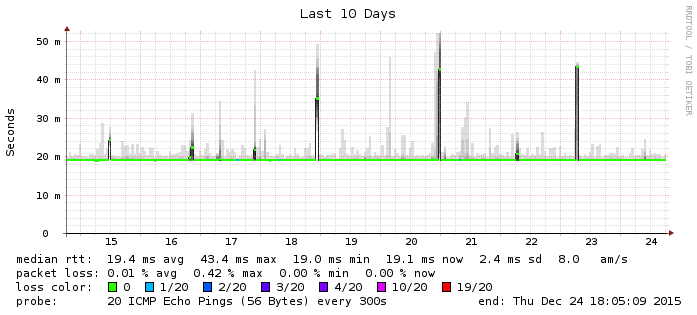 Last 10 Days
RRDTOOL / TOBI OETIKER
Seconds
50 m
40 m
30 m
20 m
10 m
0
15 16 17 18 19 20 21 22 23 24
median rtt: 19.4 ms avg 43.4 ms max 19.0 ms min 19.1 ms now 2.4 ms sd 8.0 am/s
packet loss: 0.01 % avg 0.42 % max 0.00 % min 0.00 % now
loss color: 0 1/20 2/20 3/20 4/20 10/20 19/20
probe: 20 ICMP Echo Pings (56 Bytes) every 300s end: Thu Dec 24 18:05:09 2015